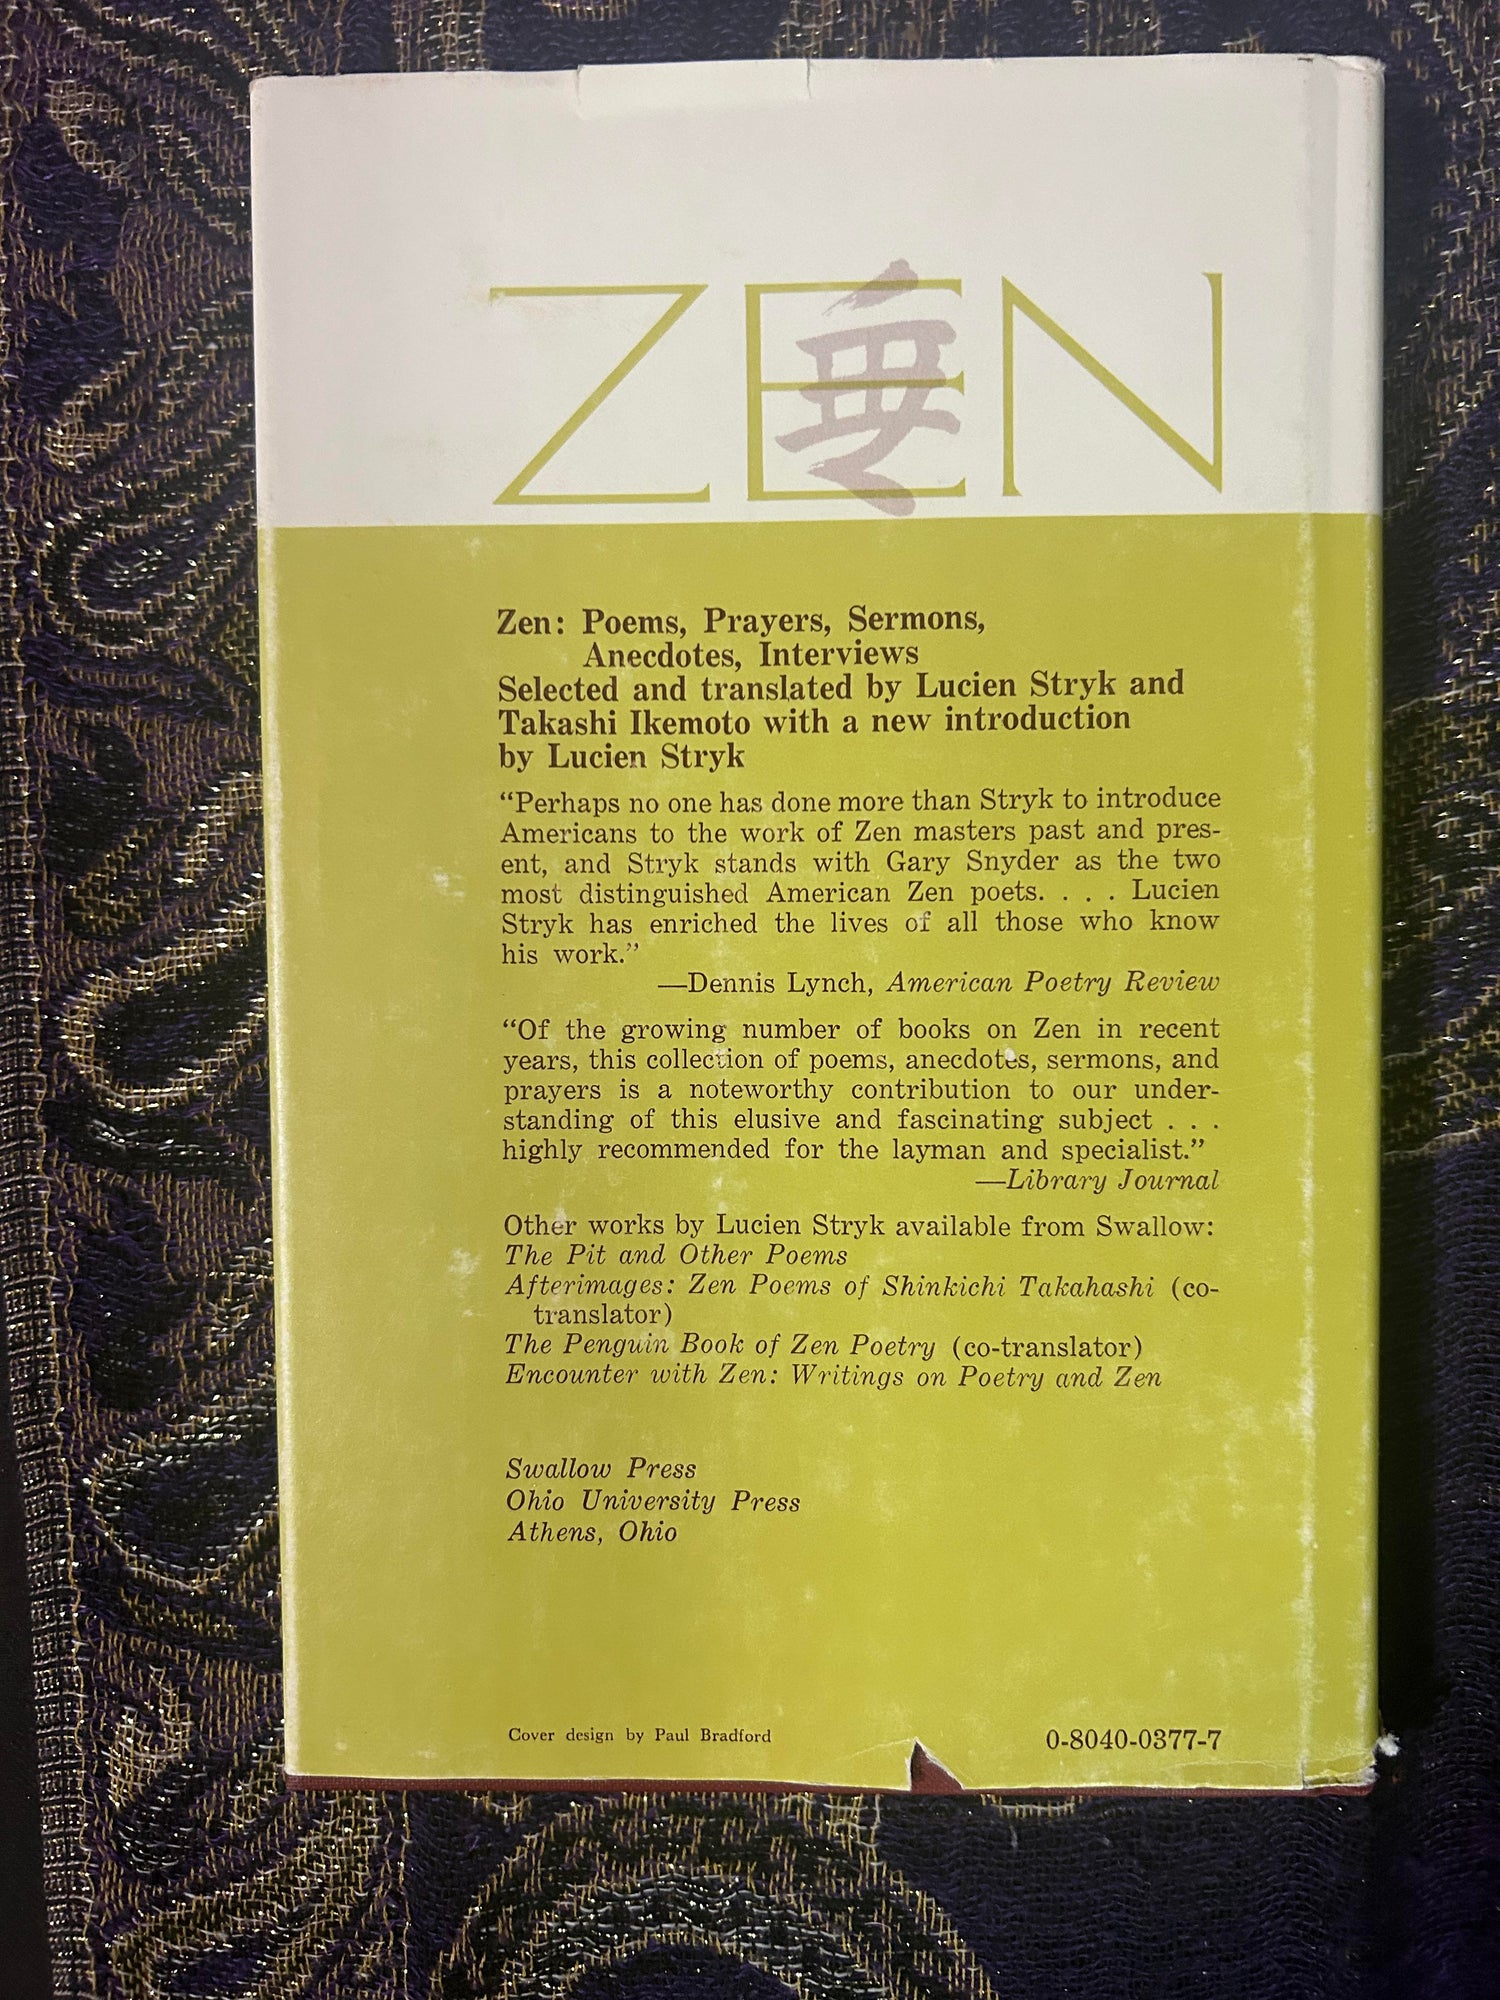 ZEN
Zen: Poems, Prayers, Sermons,
Anecdotes, Interviews
Selected and translated by Lucien Stryk and
Takashi Ikemoto with a new introduction
by Lucien Stryk
“Perhaps no one has done more than Stryk to introduce
Americans to the work of Zen masters past and pres-
ent, and Stryk stands with Gary Snyder as the two
most distinguished American Zen poets. . . . Lucien
Stryk has enriched the lives of all those who know
his work.”
—Dennis Lynch, American Poetry Review
“Of the growing number of books on Zen in recent
years, this collection of poems, anecdotes, sermons, and
prayers is a noteworthy contribution to our under-
standing of this elusive and fascinating subject . . .
highly recommended for the layman and specialist.”
—Library Journal
Other works by Lucien Stryk available from Swallow:
The Pit and Other Poems
Afterimages: Zen Poems of Shinkichi Takahashi (co-
translator)
The Penguin Book of Zen Poetry (co-translator)
Encounter with Zen: Writings on Poetry and Zen
Swallow Press
Ohio University Press
Athens, Ohio
Cover design by Paul Bradford
0-8040-0377-7